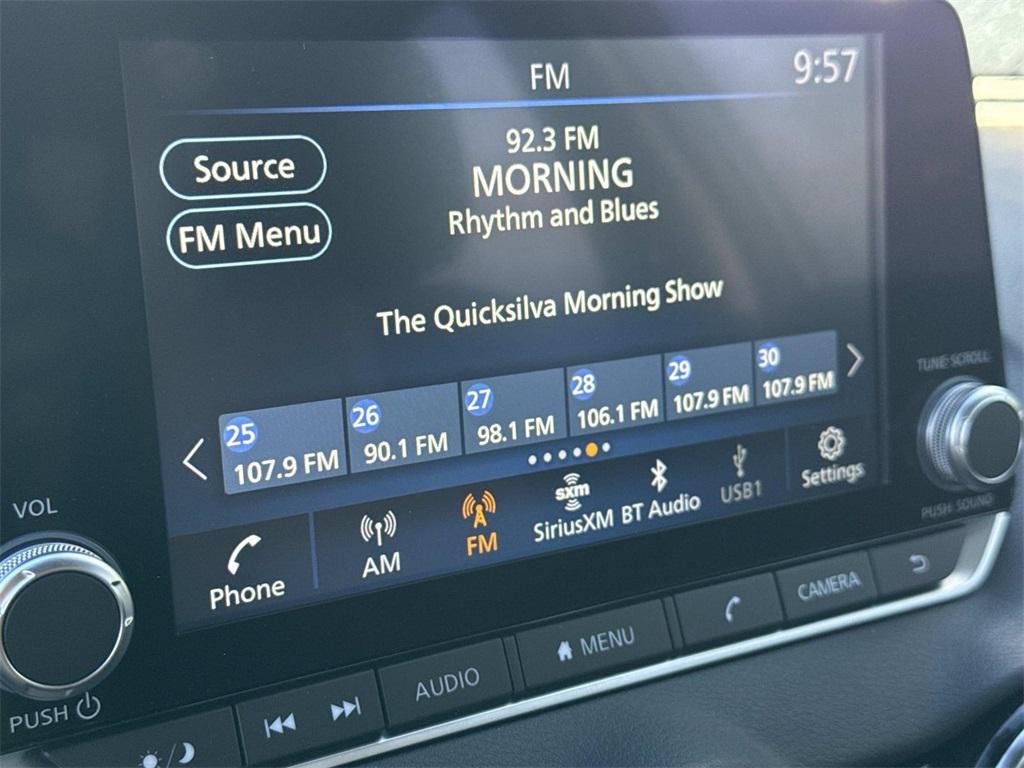 FM
9:57
Source
FM Menu
92.3 FM
MORNING
Rhythm and Blues
The Quicksilva Morning Show
25
107.9 FM
26
90.1 FM
27
98.1 FM
28
106.1 FM
29
107.9 FM
30
107.9 FM
Phone
AM
FM
sxm
SiriusXM
BT Audio
USB1
Settings
VOL
PUSH
TUNE·SCROLL
PUSH SOUND
AUDIO
MENU
CAMERA